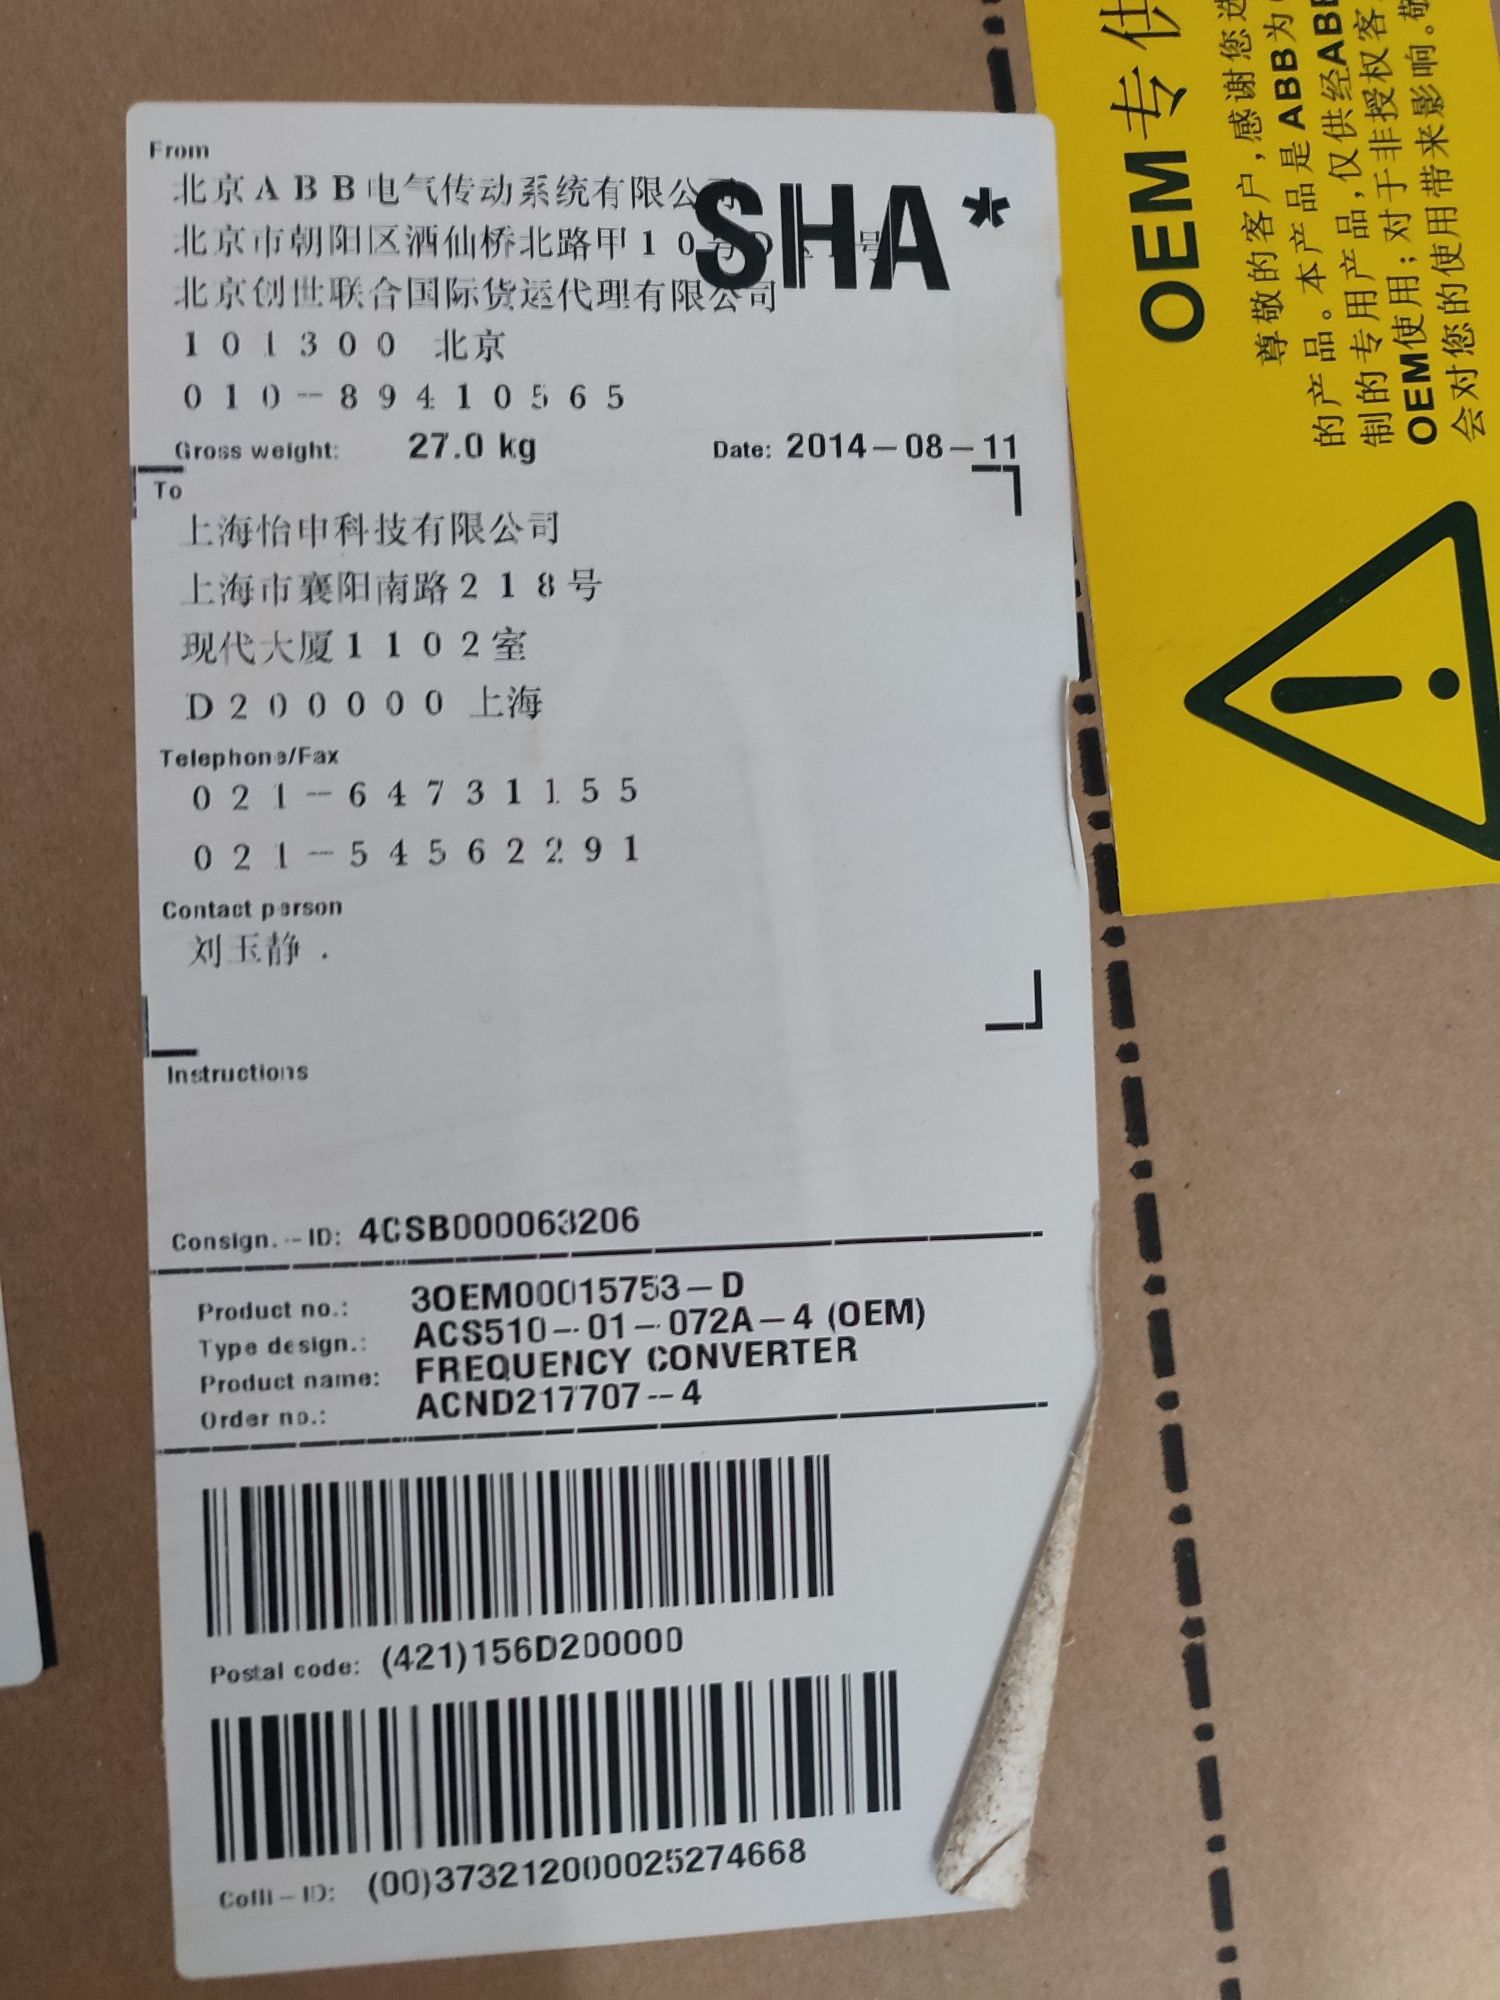 From
北京ABB电气传动系统有限公司
SHA*
北京市朝阳区酒仙桥北路甲10号 号
北京创世联合国际货运代理有限公司
101300 北京
010-89410565
Gross weight: 27.0 kg Date: 2014-08-11
To
上海怡申科技有限公司
上海市襄阳南路218号
现代大厦1102室
D200000 上海
Telephone/Fax
021-64731155
021-54562291
Contact person
刘玉静.
Instructions
Consign.-ID: 4CSB000063206
Product no.: 3OEM00015753-D
Type design.: ACS510-01-072A-4 (OEM)
Product name: FREQUENCY CONVERTER
Order no.: ACND217707-4
Postal code: (421)156D200000
Colli-ID: (00)373212000025274668
OEM专供
尊敬的客户,感谢您选
的产品。本产品是ABB为
制的专用产品,仅供经ABB
OEM使用;对于非授权客
会对您的使用带来影响。敬